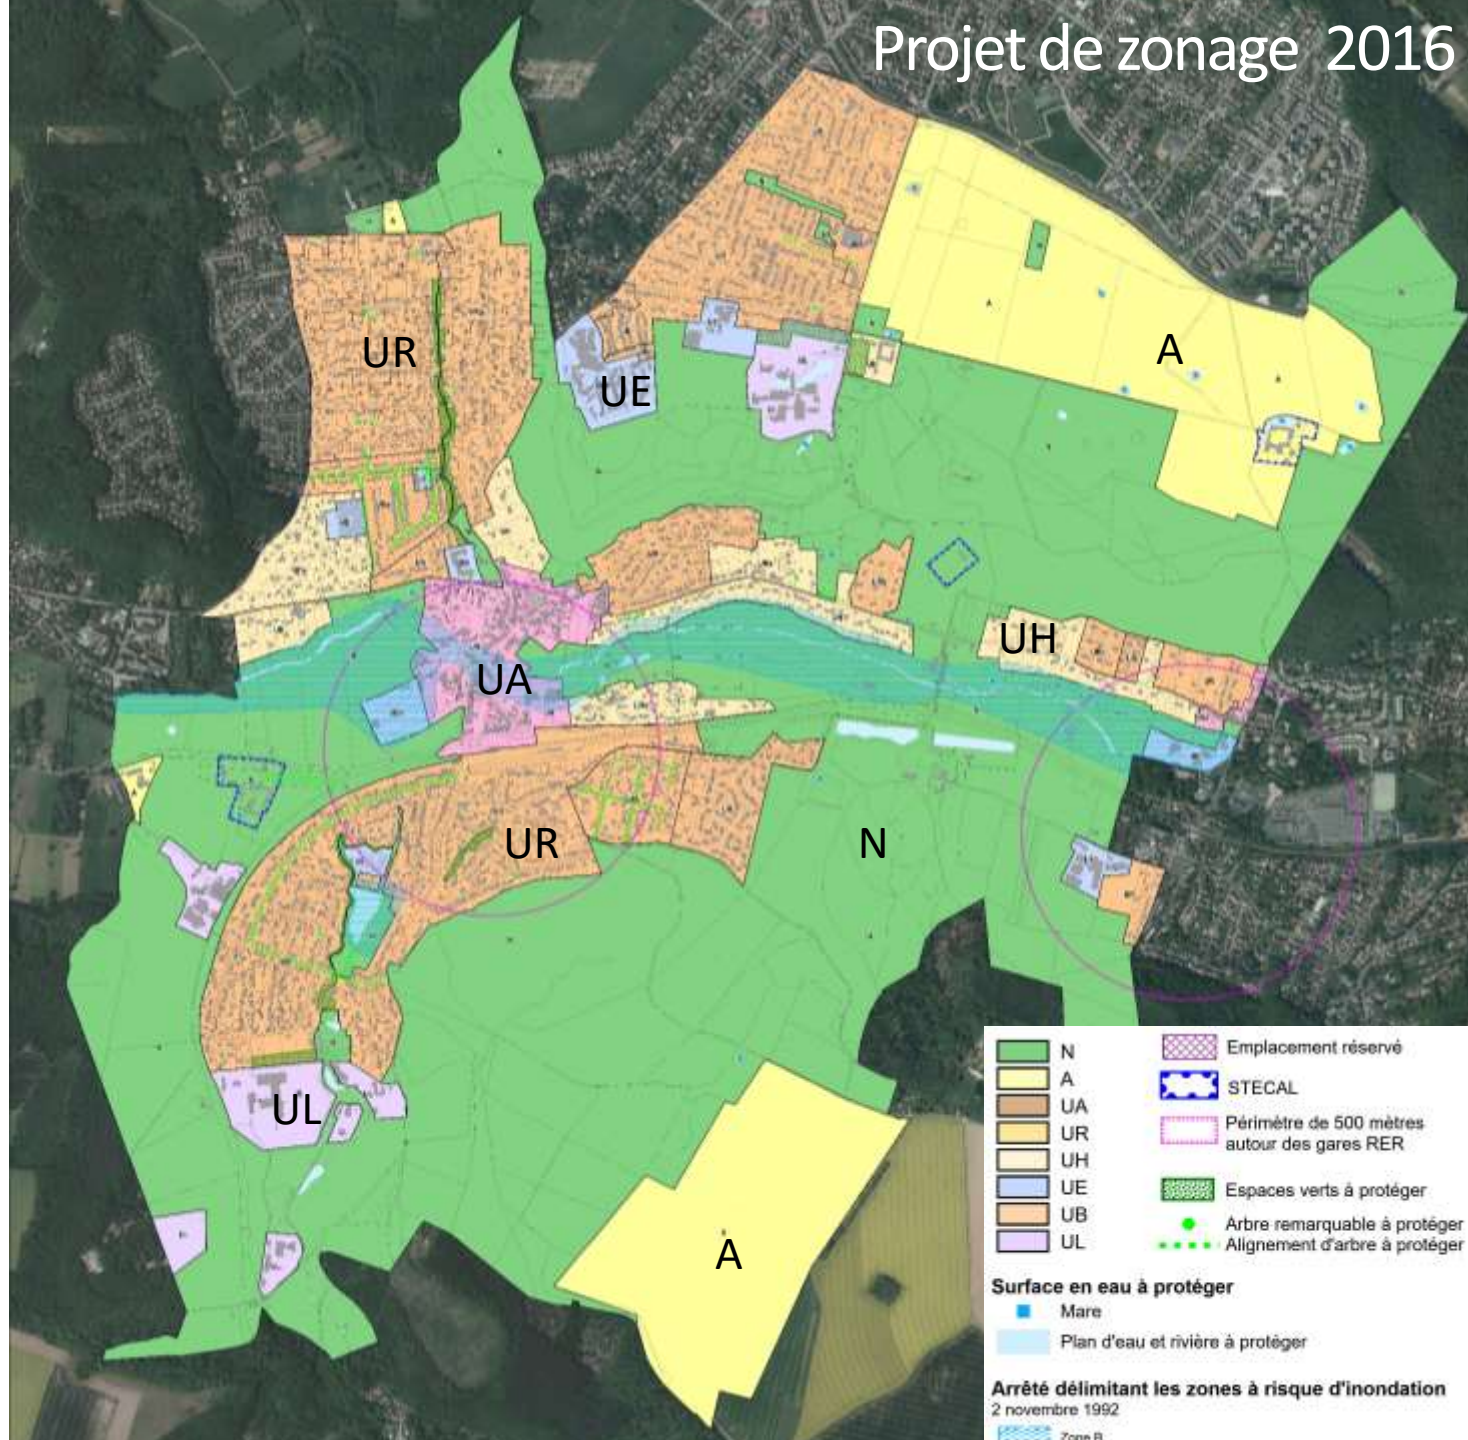 Projet de zonage 2016
UR
UE
A
UH
UA
UR
N
UL
A
N
A
UA
UR
UH
UE
UB
UL
Emplacement réservé
STECAL
Périmètre de 500 mètres
autour des gares RER
Espaces verts à protéger
Arbre remarquable à protéger
Alignement d'arbre à protéger
Surface en eau à protéger
Mare
Plan d'eau et rivière à protéger
Arrêté délimitant les zones à risque d'inondation
2 novembre 1992
Zone B